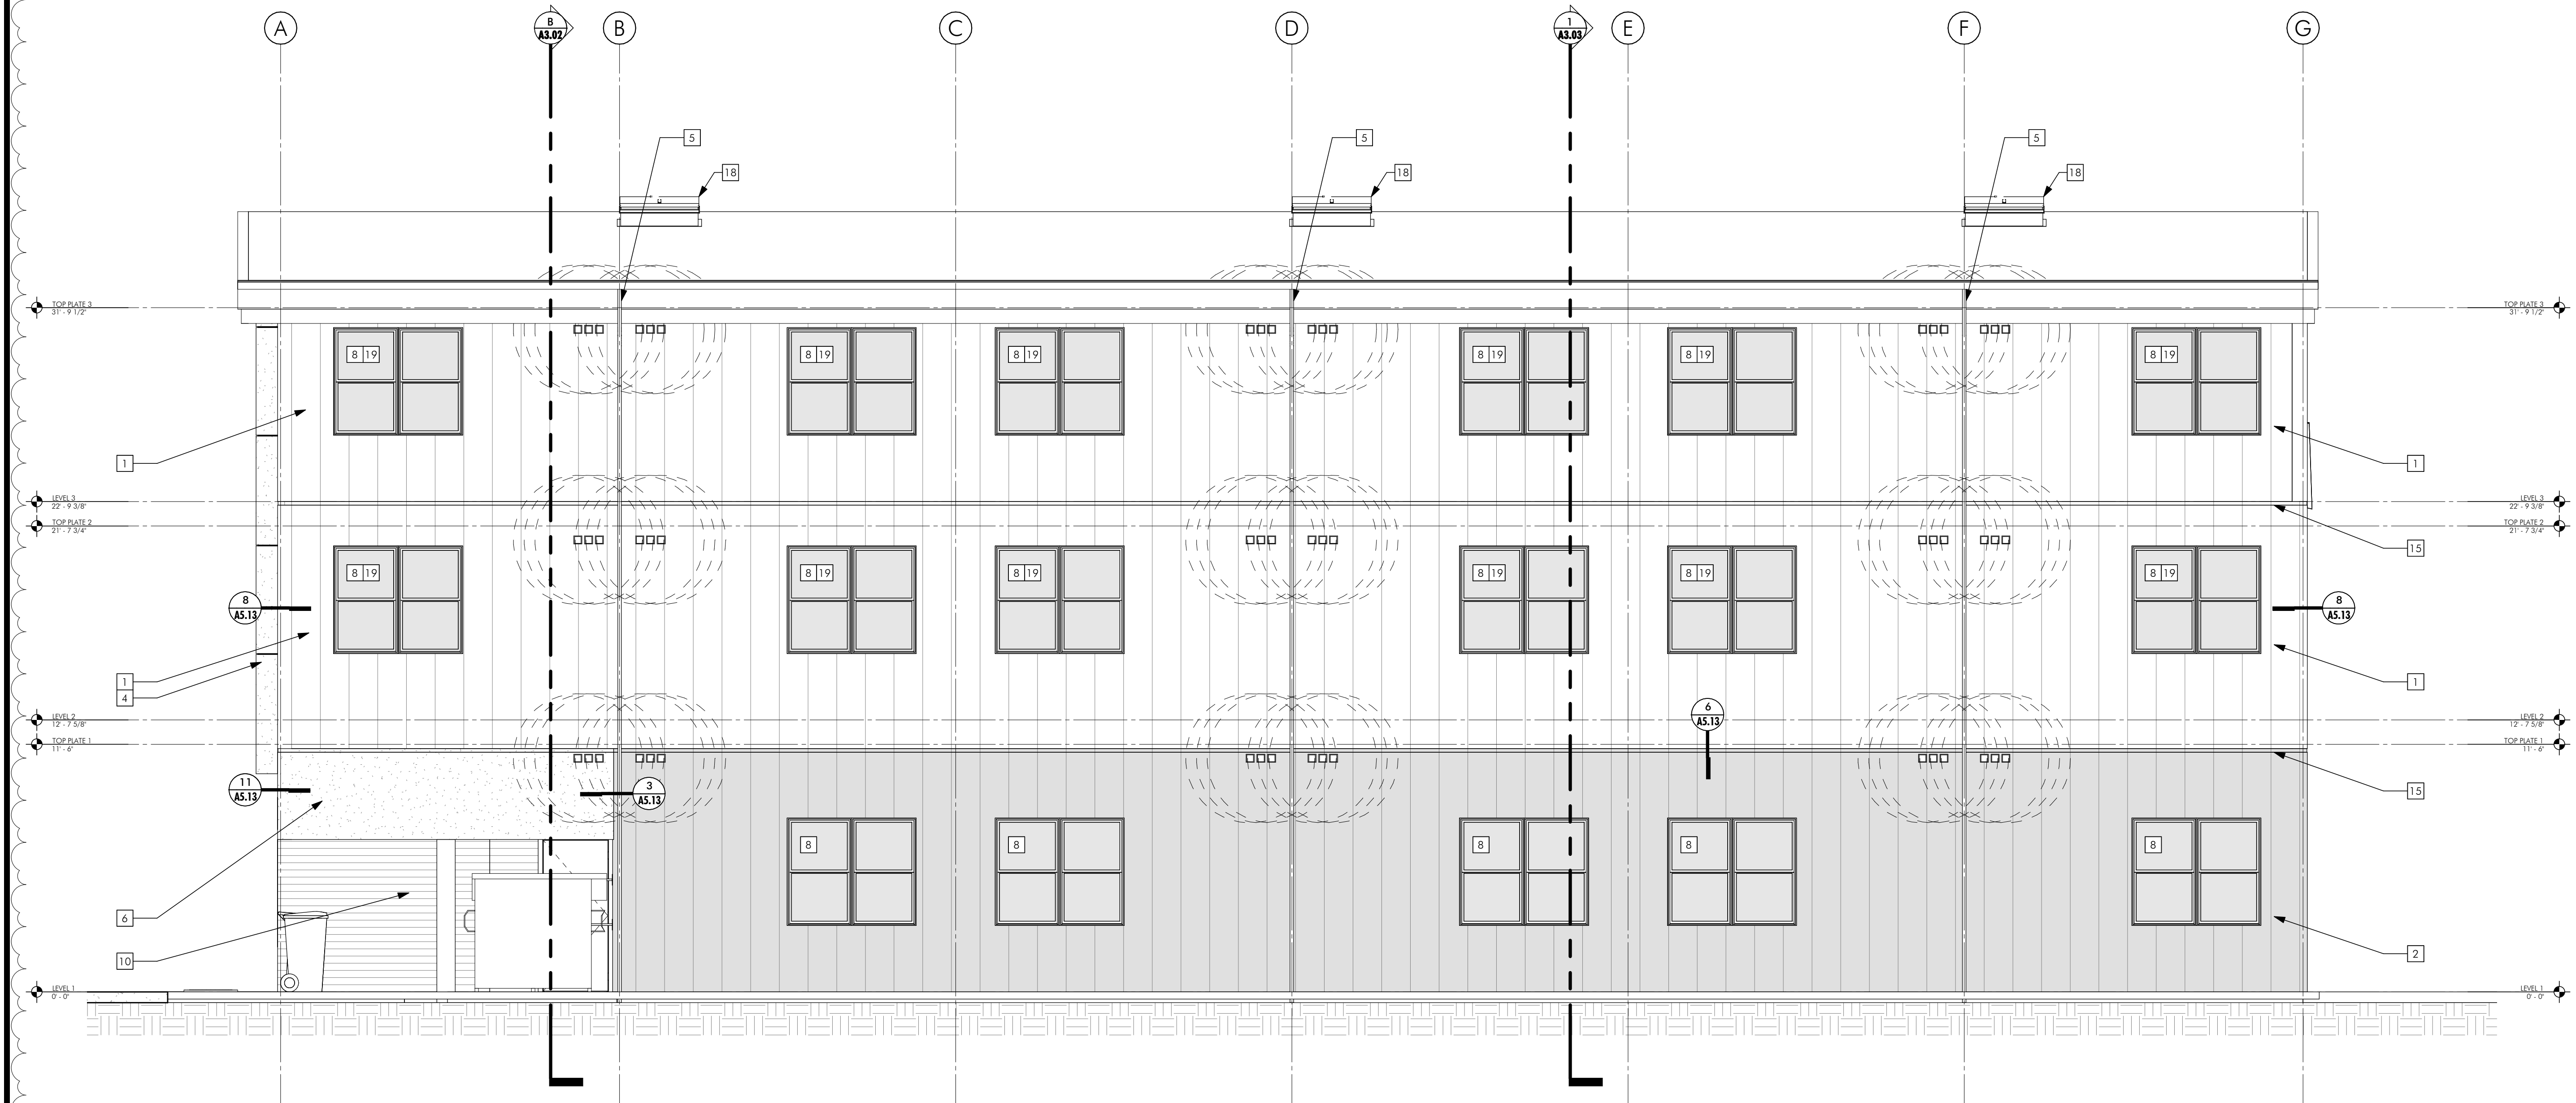 A B B C D 1 E F G
A3.02 A3.03
5 5 5
18 18 18
TOP PLATE 3 TOP PLATE 3
31' - 9 1/2" 31' - 9 1/2"
8 19 8 19 8 19 8 19 8 19 8 19
1 1
LEVEL 3 LEVEL 3
22' - 9 3/8" 22' - 9 3/8"
TOP PLATE 2 TOP PLATE 2
21' - 7 3/4" 21' - 7 3/4"
15
8 19 8 19 8 19 8 19 8 19 8 19
8 8
A5.13 A5.13
1 1
4
6
A5.13
LEVEL 2 LEVEL 2
12' - 7 5/8" 12' - 7 5/8"
TOP PLATE 1 TOP PLATE 1
11' - 6" 11' - 6"
11 3 15
A5.13 A5.13
8 8 8 8 8
6
10 2
LEVEL 1 LEVEL 1
0' - 0" 0' - 0"